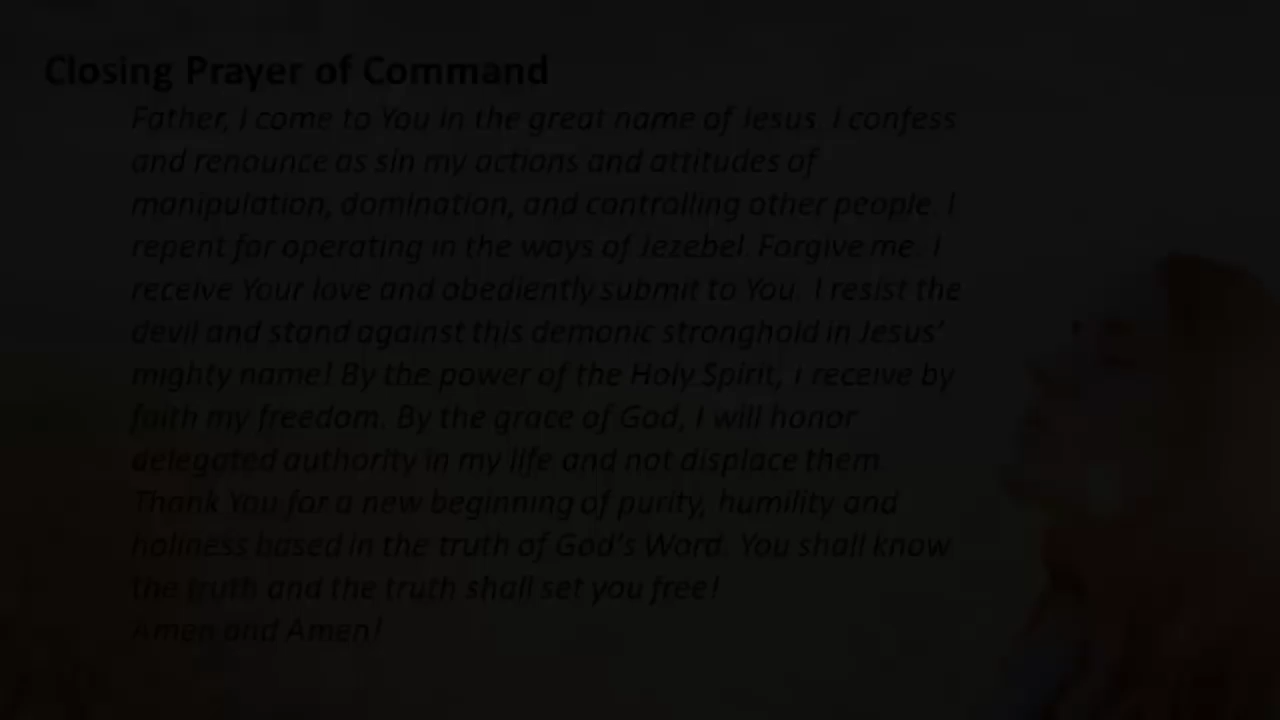 Closing Prayer of Command
Father, I come to You in the great name of Jesus. I confess
and renounce as sin my actions and attitudes of
manipulation, domination, and controlling other people. I
repent for operating in the ways of Jezebel. Forgive me. I
receive Your love and obediently submit to You. I resist the
devil and stand against this demonic stronghold in Jesus’
mighty name! By the power of the Holy Spirit, I receive by
faith my freedom. By the grace of God, I will honor
delegated authority in my life and not displace them.
Thank You for a new beginning of purity, humility and
holiness based in the truth of God’s Word. You shall know
the truth and the truth shall set you free!
Amen and Amen!